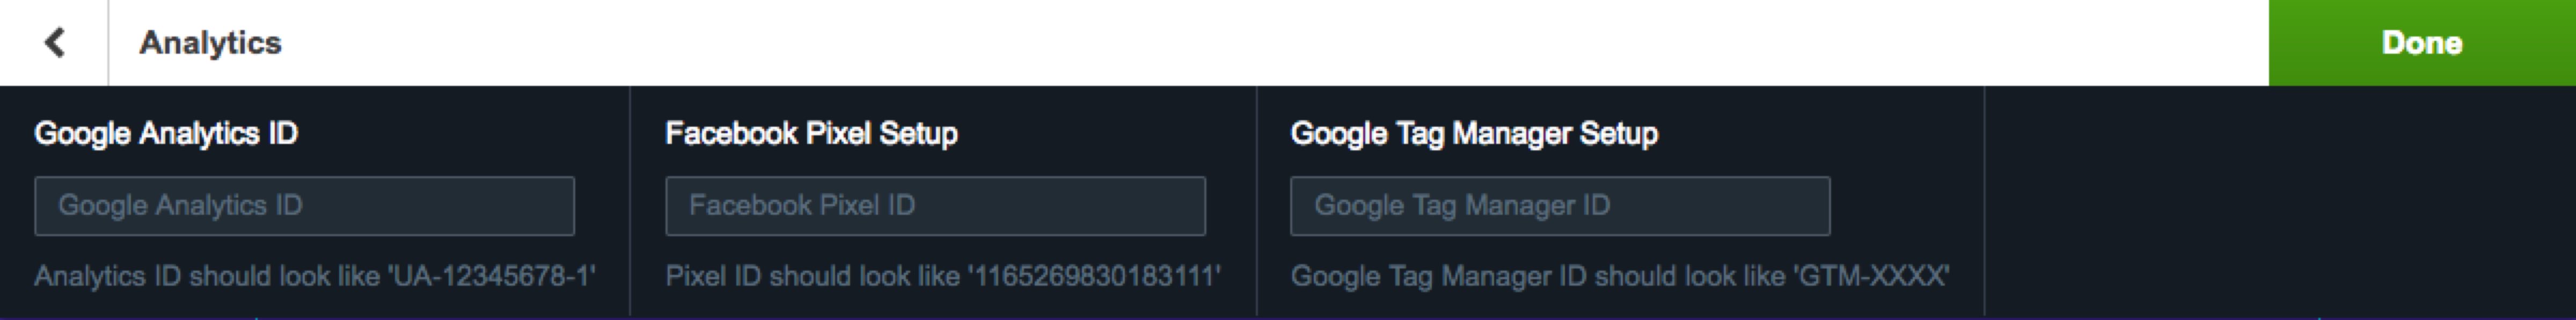 Analytics
Done
Google Analytics ID
Google Analytics ID
Analytics ID should look like 'UA-12345678-1'
Facebook Pixel Setup
Facebook Pixel ID
Pixel ID should look like '1165269830183111'
Google Tag Manager Setup
Google Tag Manager ID
Google Tag Manager ID should look like 'GTM-XXXX'